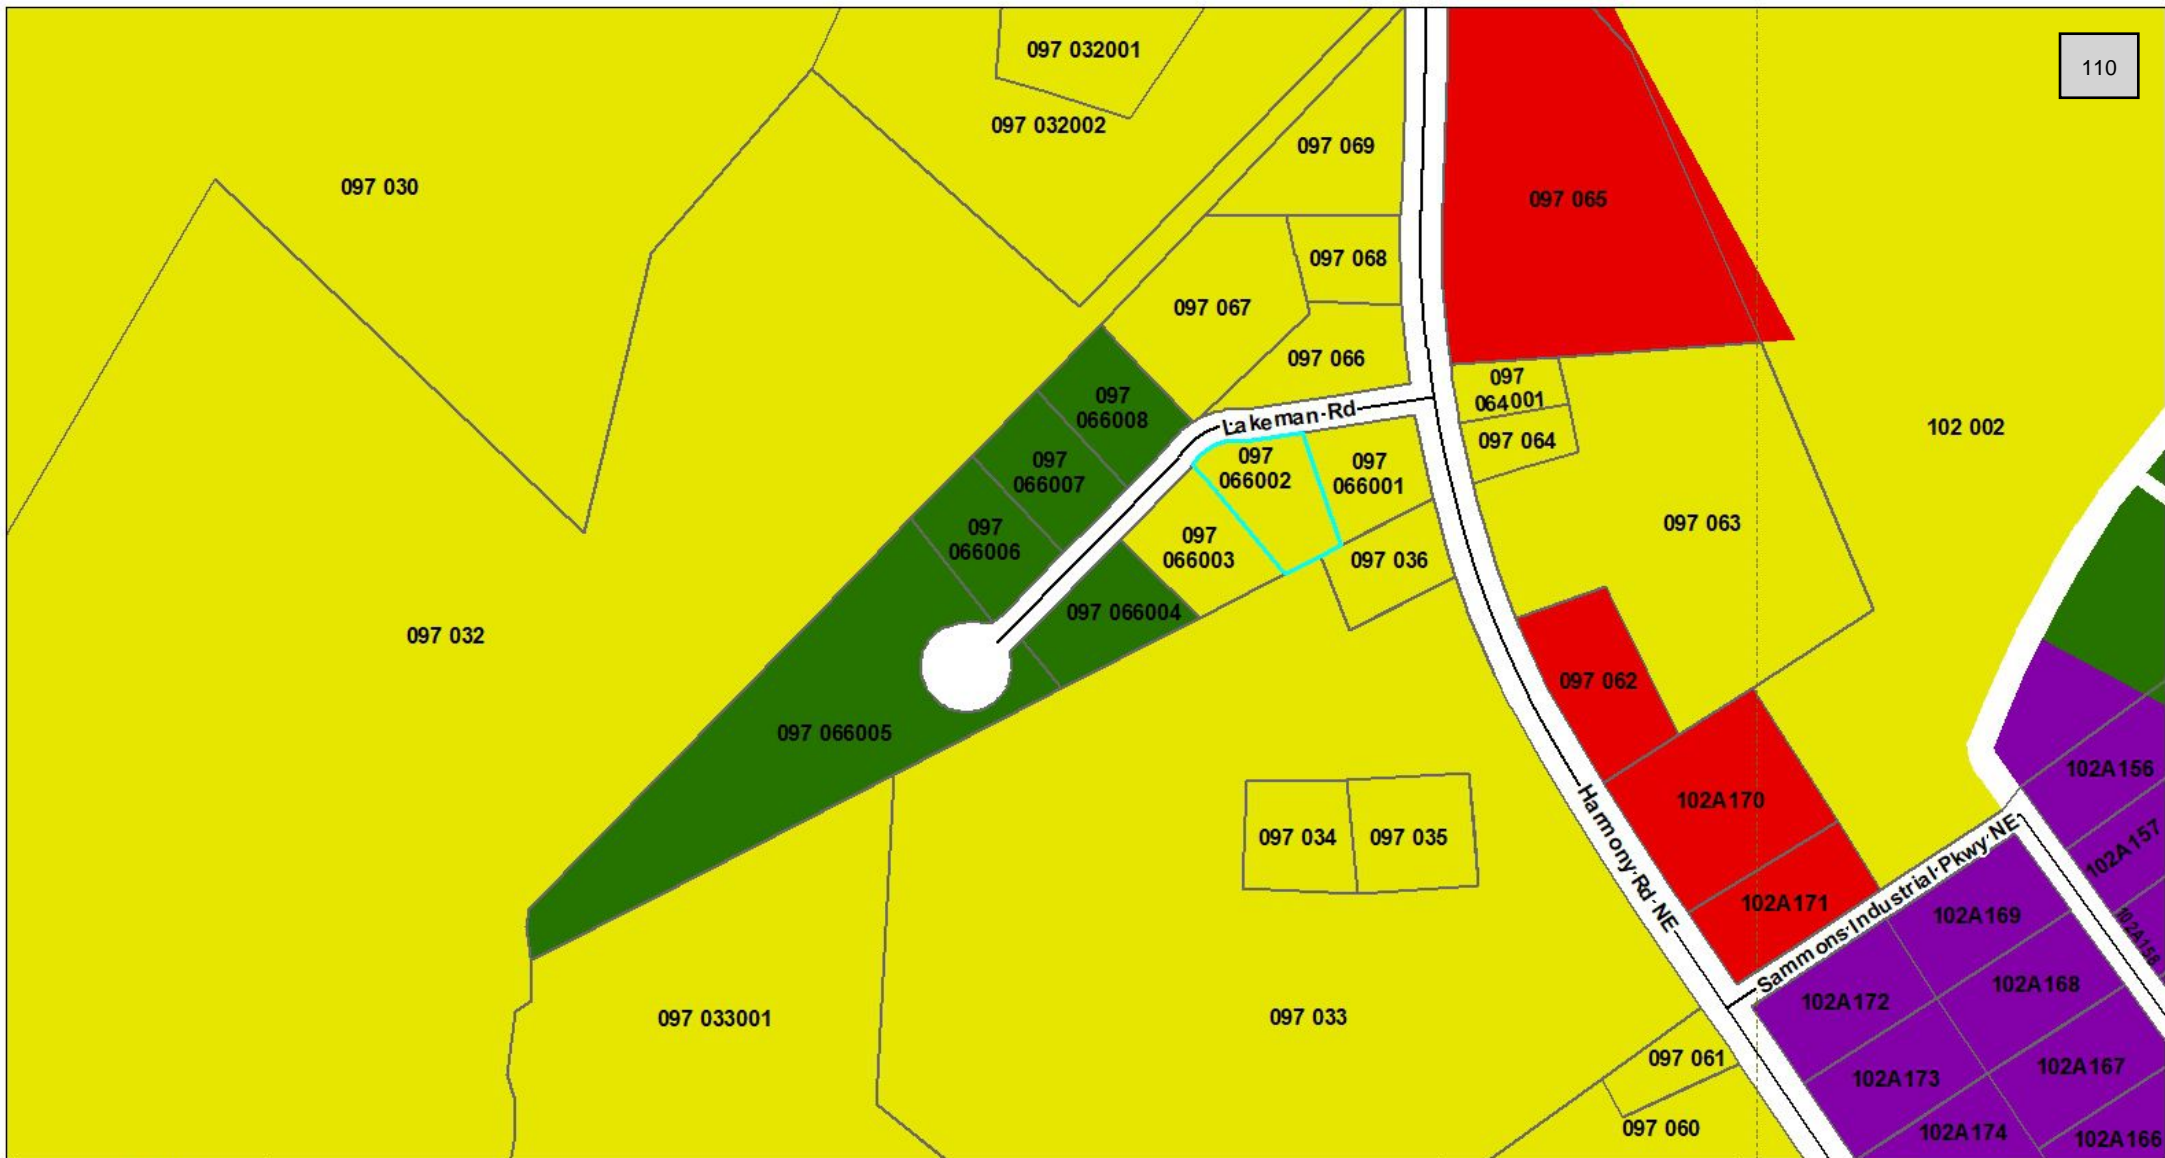 097 032001
110
097 032002
097 069
097 030
097 065
097 068
097 067
097 066
097
064001
097
066008
Lakeman Rd
102 002
097 064
097
066002
097
066001
097
066007
097 063
097
066006
097
066003
097 036
097 066004
097 032
097 062
097 066005
102A156
102A170
097 034
097 035
102A157
Harmony Rd NE
Sammons Industrial Pkwy NE
102A171
102A169
102A158
102A168
102A172
097 033001
097 033
097 061
102A167
102A173
097 060
102A174
102A166